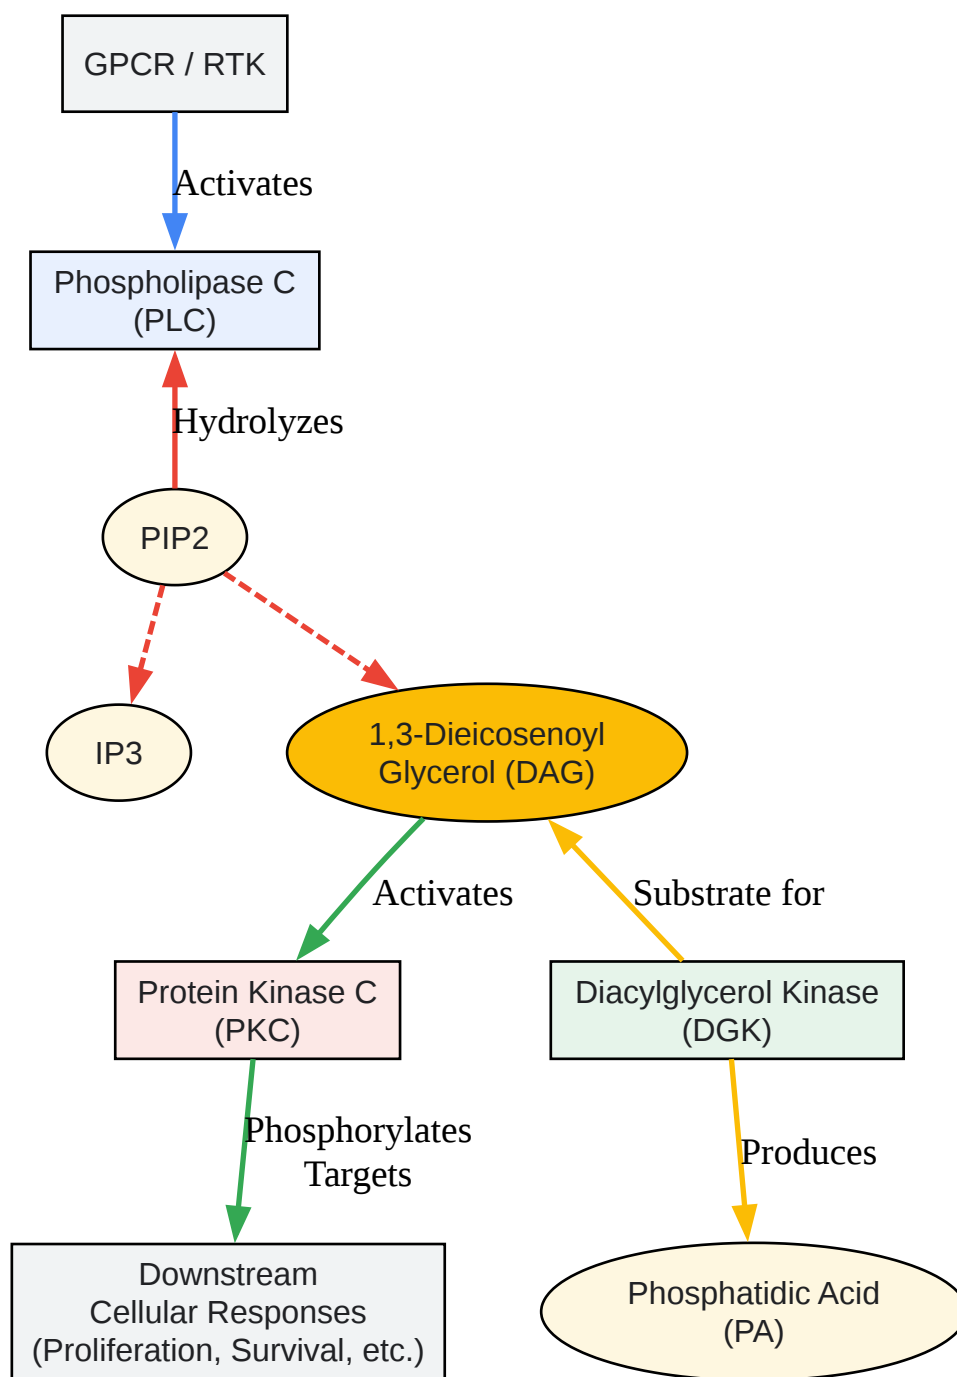 GPCR / RTK
Activates
Phospholipase C
(PLC)
Hydrolyzes
PIP2
IP3
1,3-Dieicosenoyl
Glycerol (DAG)
Activates
Substrate for
Protein Kinase C
(PKC)
Diacylglycerol Kinase
(DGK)
Phosphorylates
Targets
Produces
Downstream
Cellular Responses
(Proliferation, Survival, etc.)
Phosphatidic Acid
(PA)